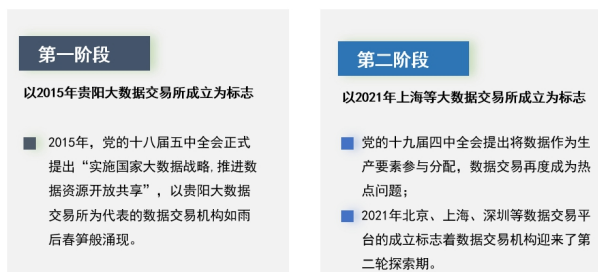 第一阶段
以2015年贵阳大数据交易所成立为标志
2015年，党的十八届五中全会正式
提出“实施国家大数据战略,推进数
据资源开放共享”，以贵阳大数据
交易所为代表的数据交易机构如雨
后春笋般涌现。
第二阶段
以2021年上海等大数据交易所成立为标志
党的十九届四中全会提出将数据作为生
产要素参与分配，数据交易再度成为热
点问题；
2021年北京、上海、深圳等数据交易平
台的成立标志着数据交易机构迎来了第
二轮探索期。